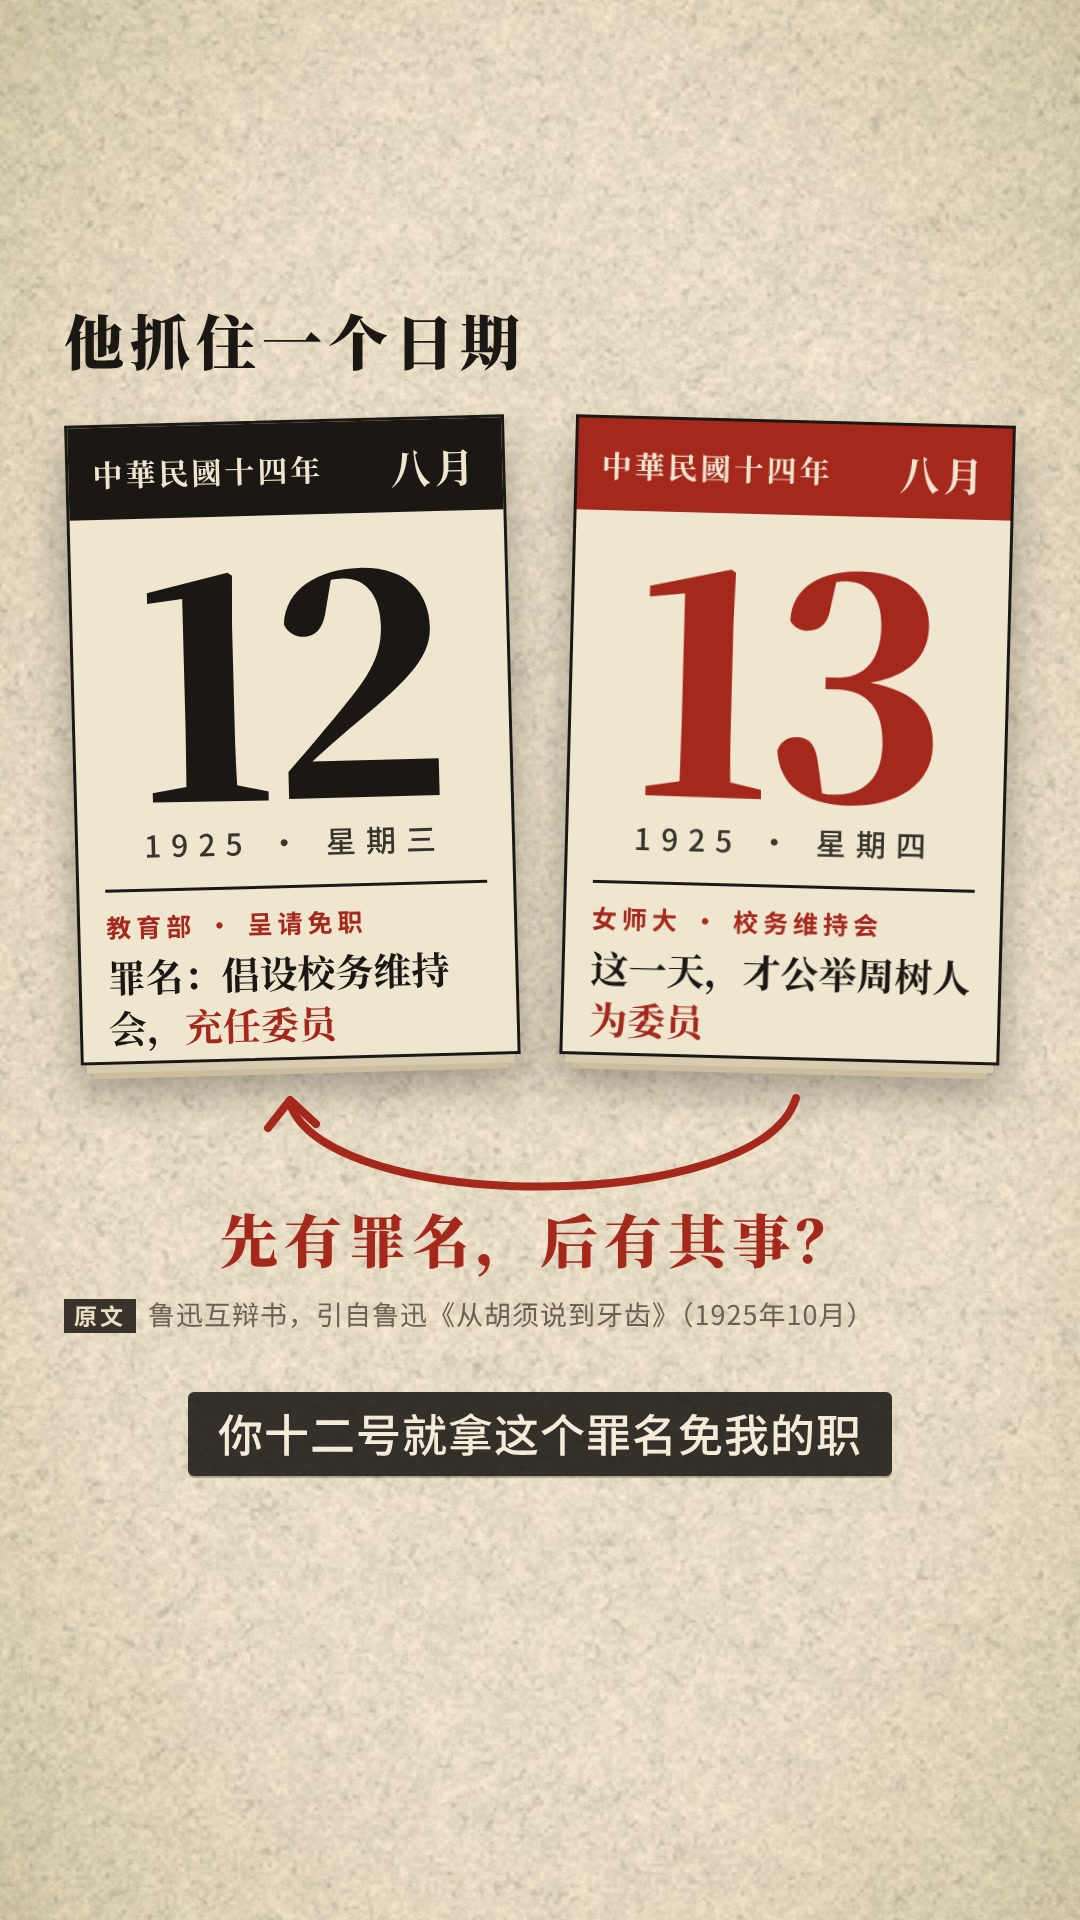 他抓住一个日期
中華民國十四年 八月
12
1925 · 星期三
教育部 · 呈请免职
罪名：倡设校务维持
会，充任委员
中華民國十四年 八月
13
1925 · 星期四
女师大 · 校务维持会
这一天，才公举周树人
为委员
先有罪名，后有其事？
原文 鲁迅互辩书，引自鲁迅《从胡须说到牙齿》（1925年10月）
你十二号就拿这个罪名免我的职